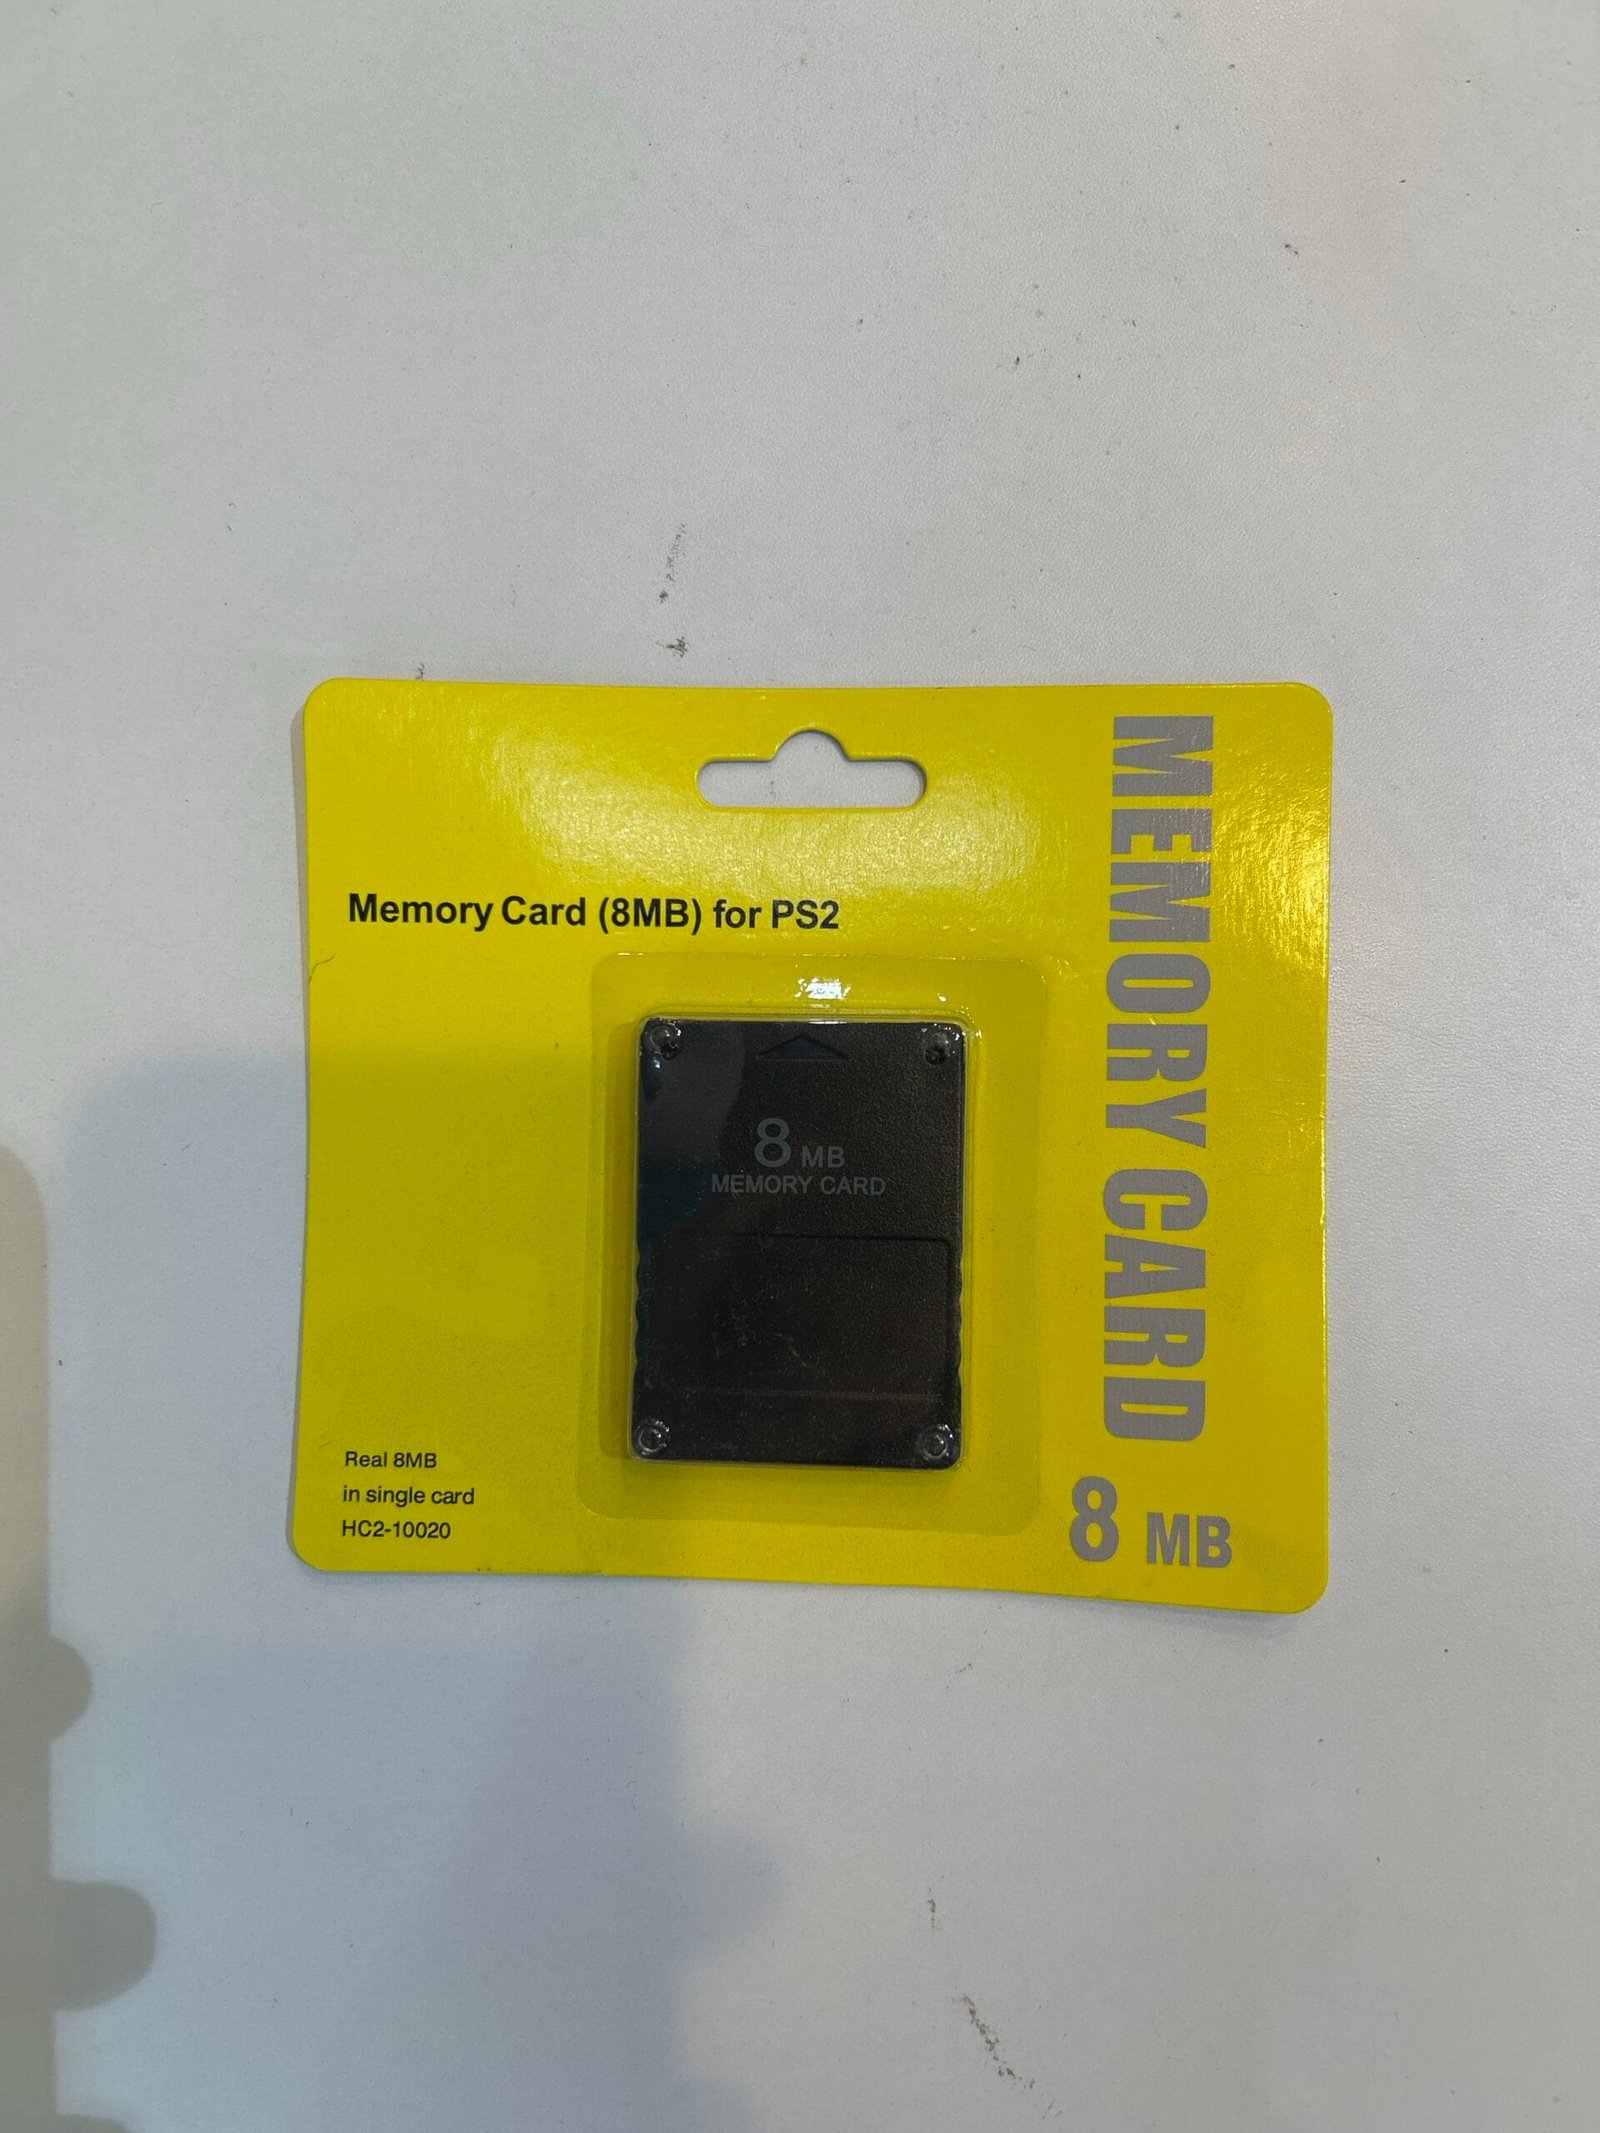 Memory Card (8MB) for PS2
8 MB
MEMORY CARD
Real 8MB
in single card
HC2-10020
MEMORY CARD
8 MB